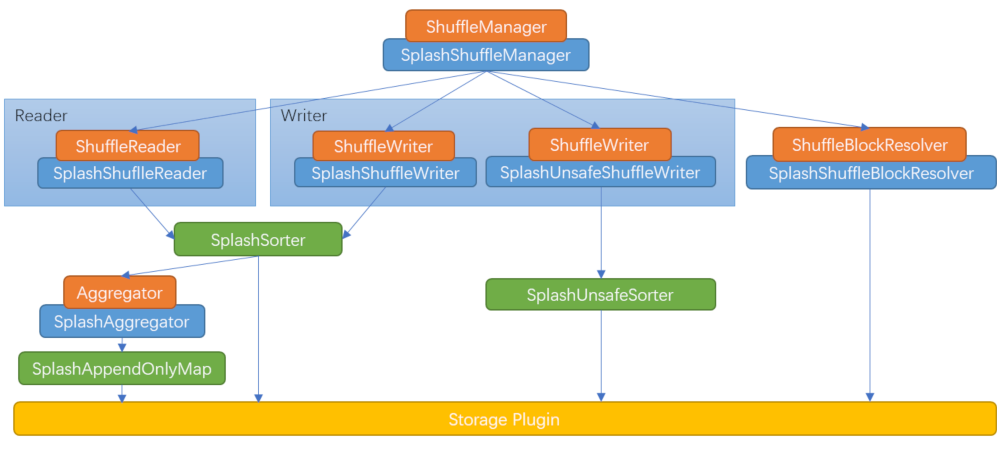 ShuffleManager
SplashShuffleManager
Reader
Writer
ShuffleReader
SplashShuflleReader
ShuffleWriter
SplashShuffleWriter
ShuffleWriter
SplashUnsafeShuffleWriter
ShuffleBlockResolver
SplashShuffleBlockResolver
SplashSorter
Aggregator
SplashAggregator
SplashUnsafeSorter
SplashAppendOnlyMap
Storage Plugin